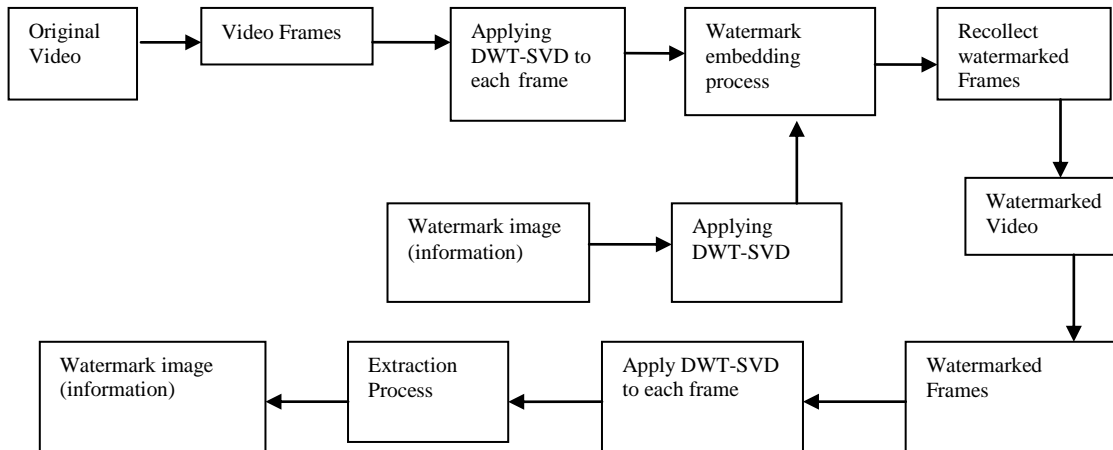 Original
Video
Video Frames
Applying
DWT-SVD to
each frame
Watermark
embedding
process
Recollect
watermarked
Frames
Watermark image
(information)
Applying
DWT-SVD
Watermarked
Video
Watermark image
(information)
Extraction
Process
Apply DWT-SVD
to each frame
Watermarked
Frames